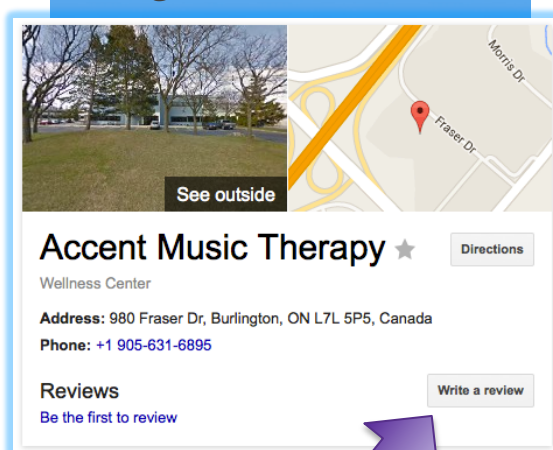 Morris Dr
Fraser Dr
See outside
Accent Music Therapy
Directions
Wellness Center
Address: 980 Fraser Dr, Burlington, ON L7L 5P5, Canada
Phone: +1 905-631-6895
Reviews
Write a review
Be the first to review